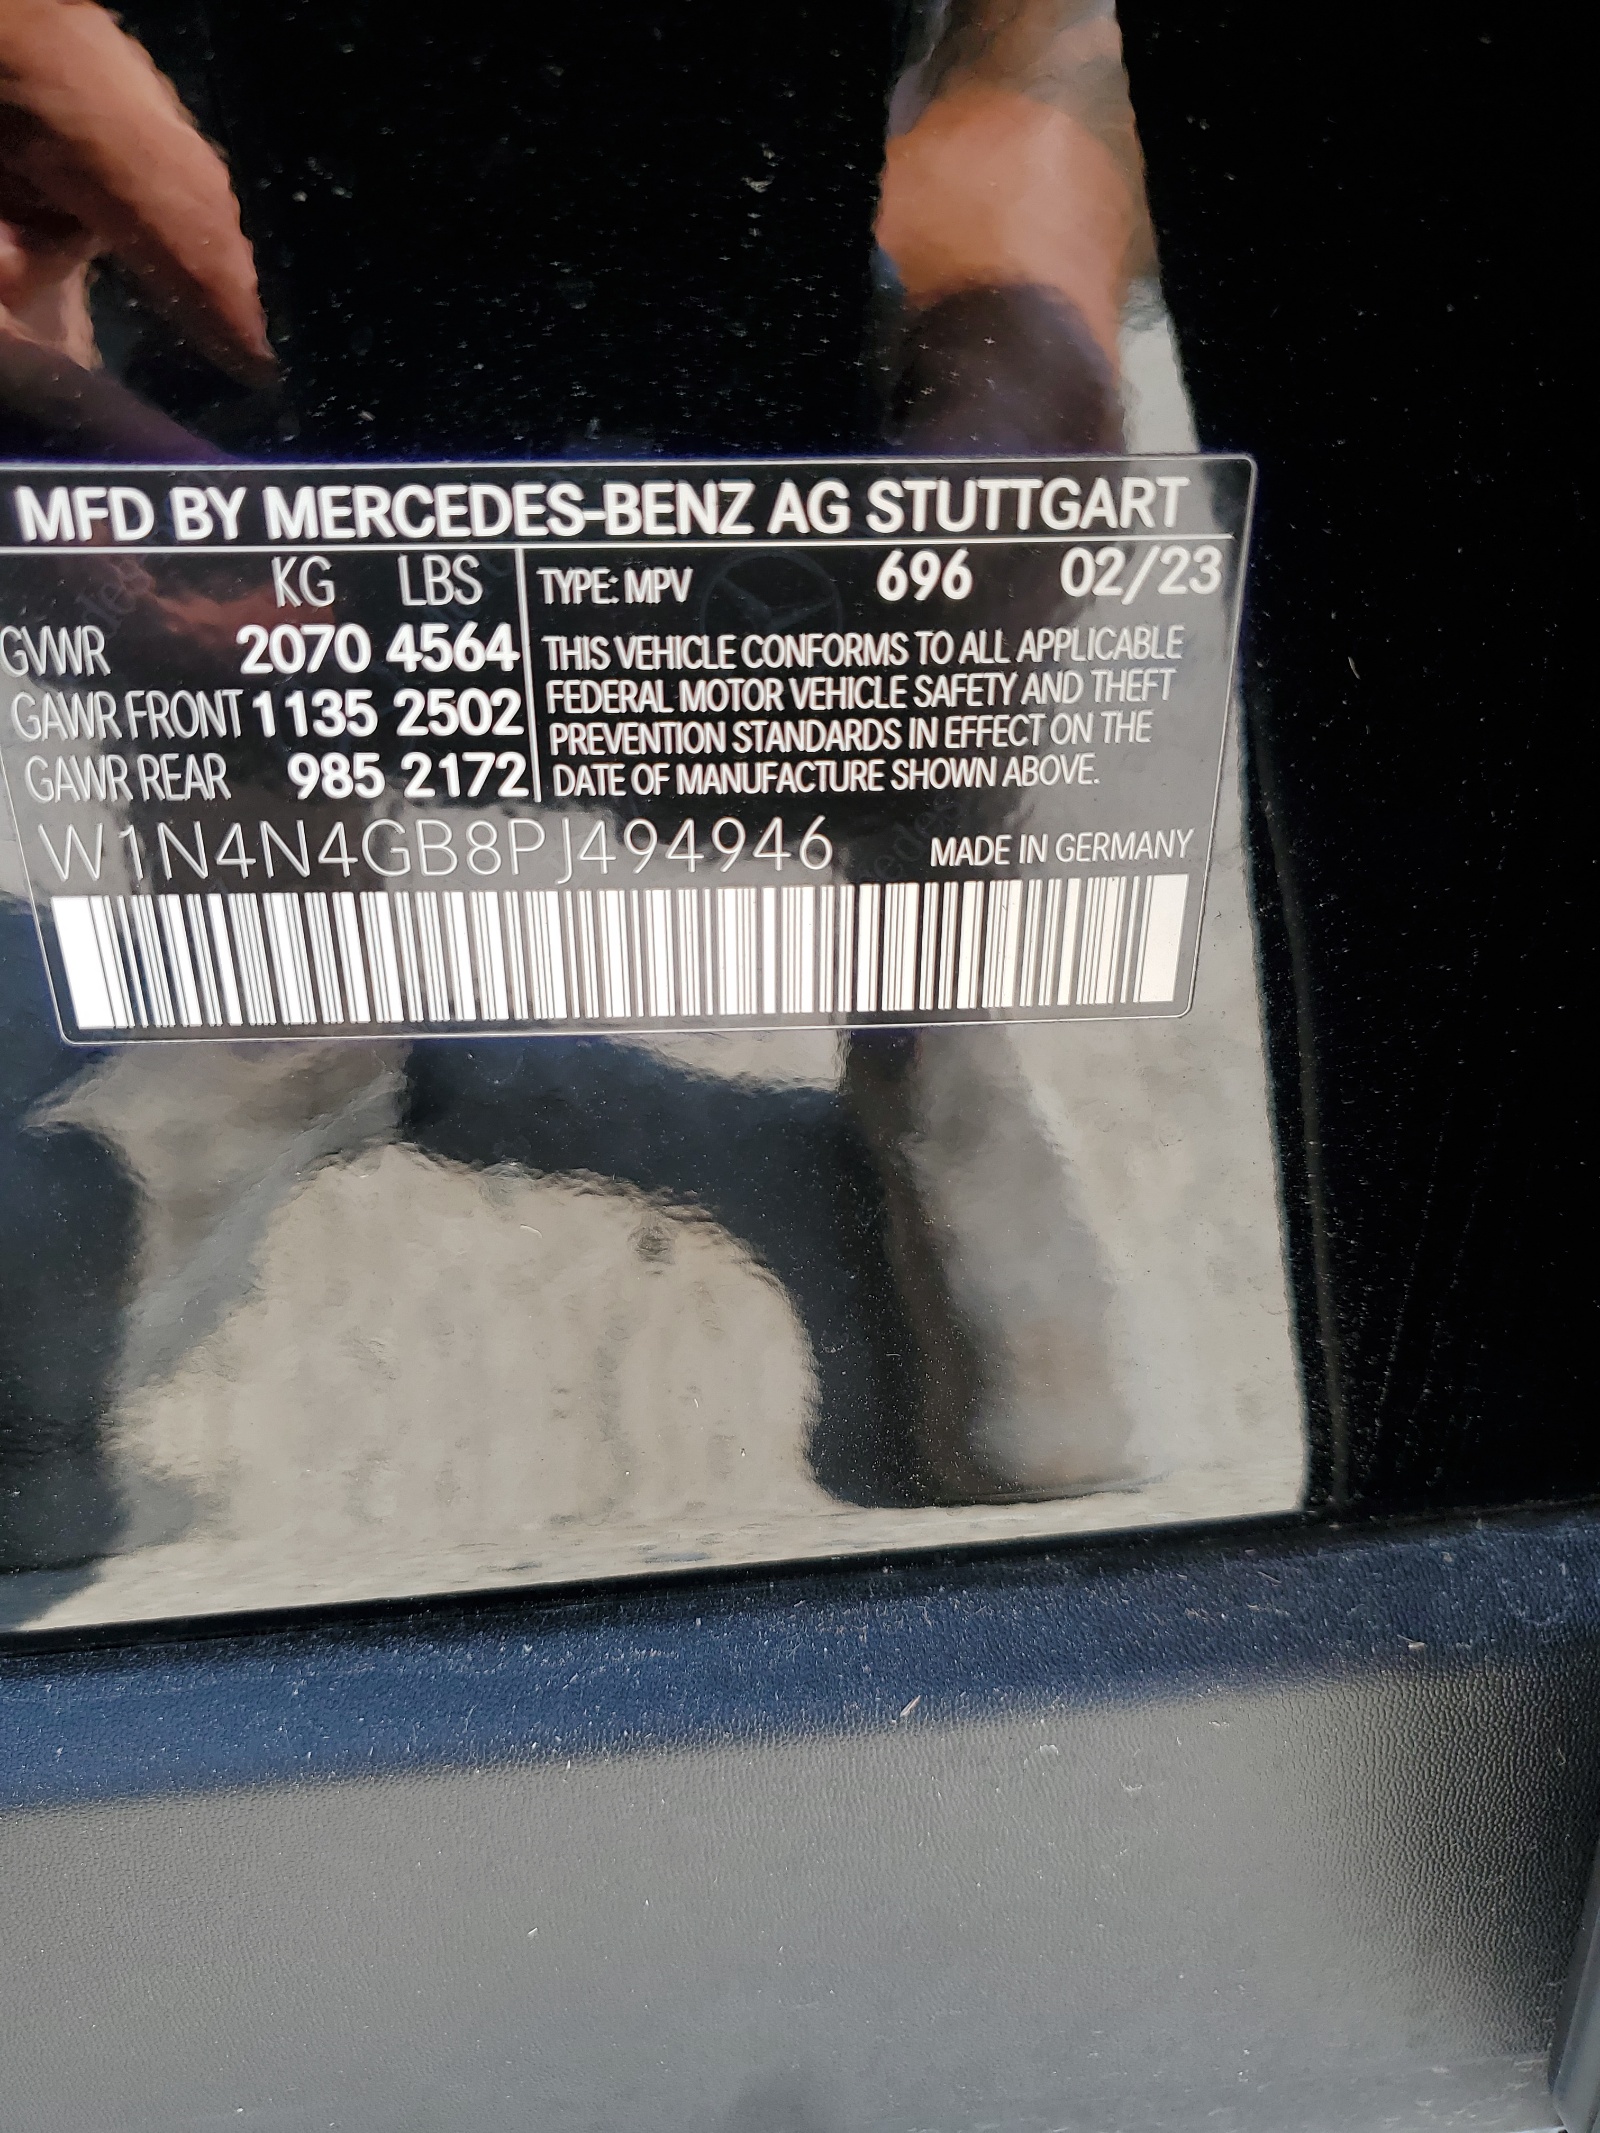 MFD BY MERCEDES-BENZ AG STUTTGART
KG LBS
GVWR 2070 4564
GAWR FRONT 1135 2502
GAWR REAR 985 2172
TYPE: MPV 696 02/23
THIS VEHICLE CONFORMS TO ALL APPLICABLE
FEDERAL MOTOR VEHICLE SAFETY AND THEFT
PREVENTION STANDARDS IN EFFECT ON THE
DATE OF MANUFACTURE SHOWN ABOVE.
W1N4N4GB8PJ494946 MADE IN GERMANY